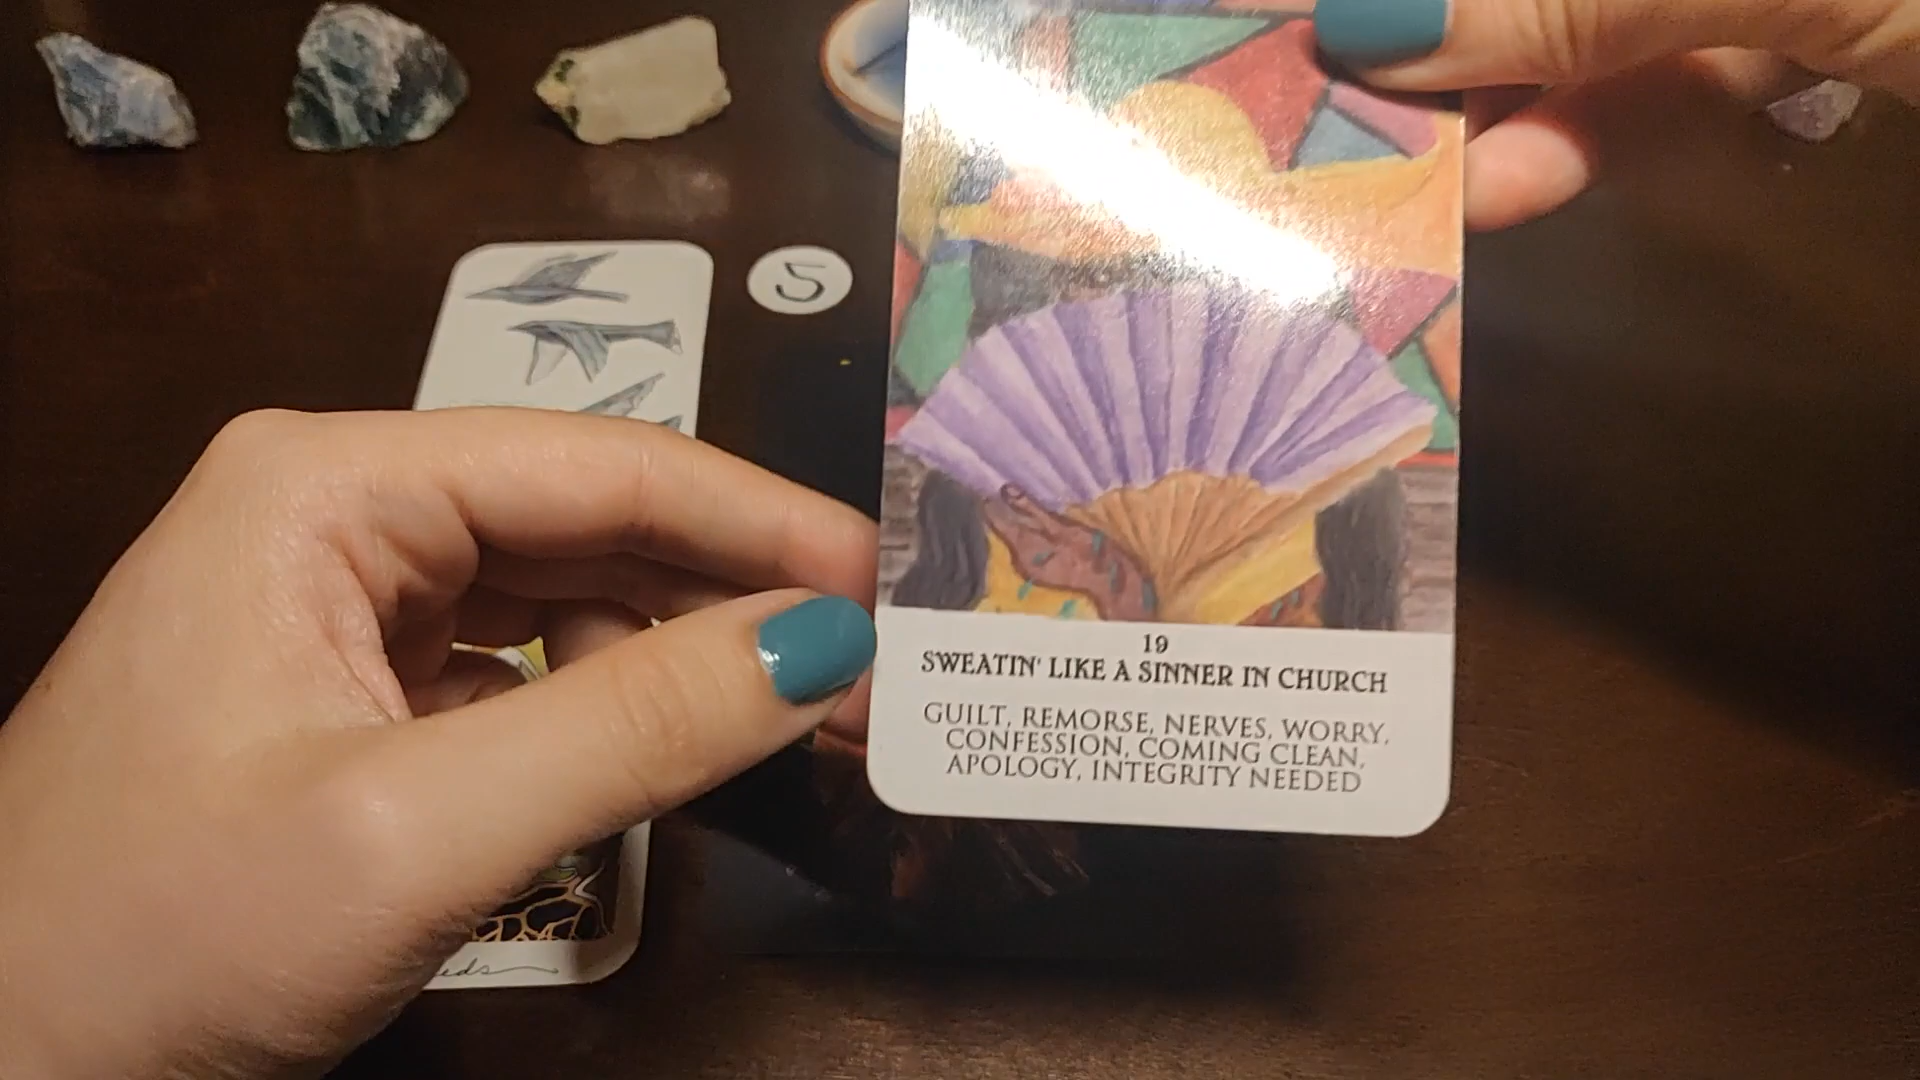 5
19
SWEATIN' LIKE A SINNER IN CHURCH
GUILT, REMORSE, NERVES, WORRY,
CONFESSION, COMING CLEAN,
APOLOGY, INTEGRITY NEEDED